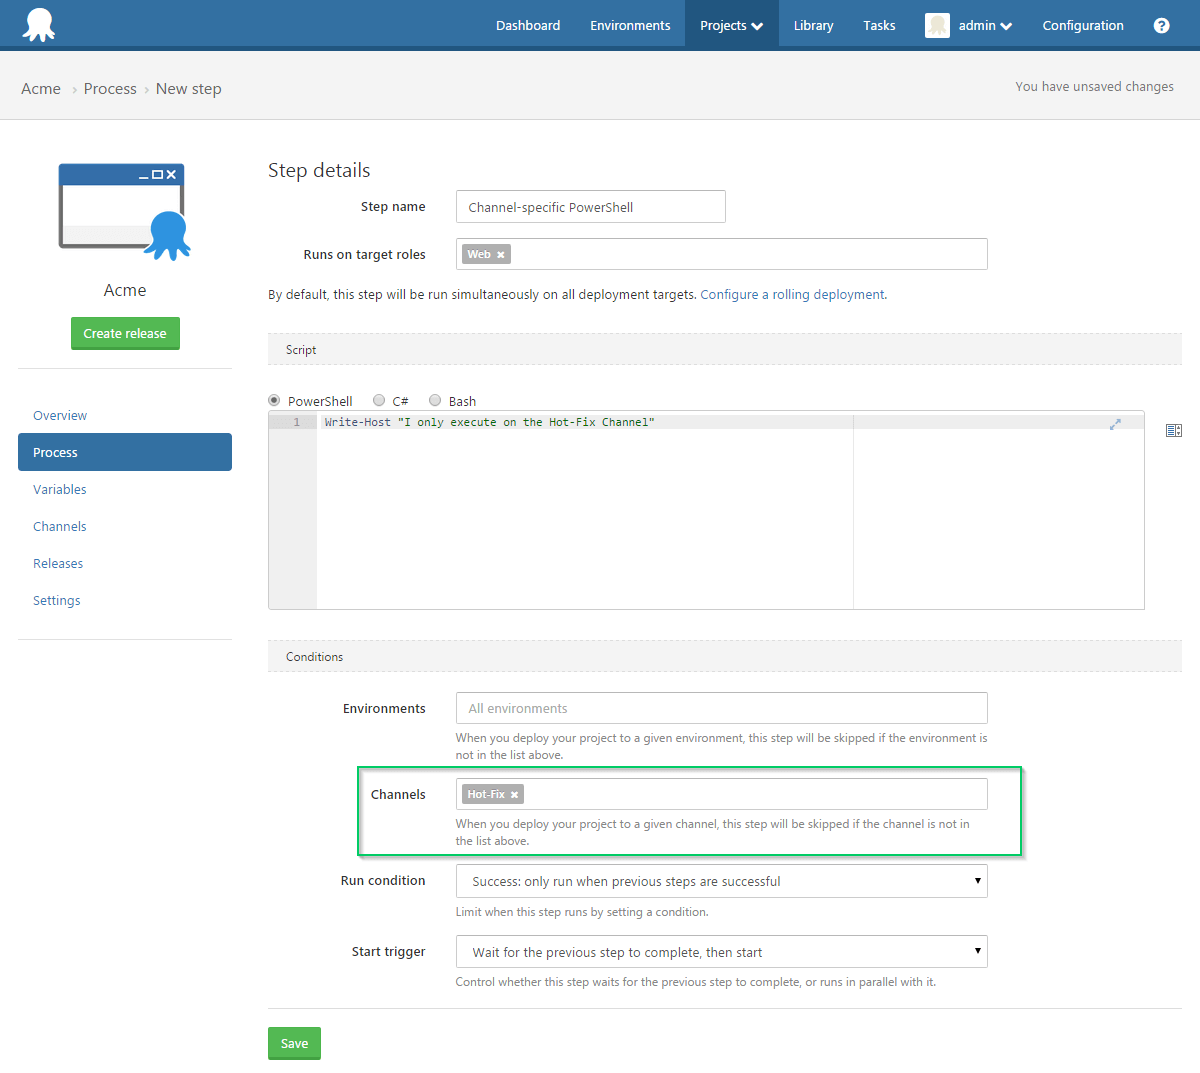 Dashboard Environments Projects Library Tasks admin Configuration ?
Acme › Process › New step
You have unsaved changes
Acme
Create release
Overview
Process
Variables
Channels
Releases
Settings
Step details
Step name Channel-specific PowerShell
Runs on target roles Web ×
By default, this step will be run simultaneously on all deployment targets. Configure a rolling deployment.
Script
PowerShell C# Bash
1 Write-Host "I only execute on the Hot-Fix Channel"
Conditions
Environments All environments
When you deploy your project to a given environment, this step will be skipped if the environment is
not in the list above.
Channels Hot-Fix ×
When you deploy your project to a given channel, this step will be skipped if the channel is not in
the list above.
Run condition Success: only run when previous steps are successful
Limit when this step runs by setting a condition.
Start trigger Wait for the previous step to complete, then start
Control whether this step waits for the previous step to complete, or runs in parallel with it.
Save